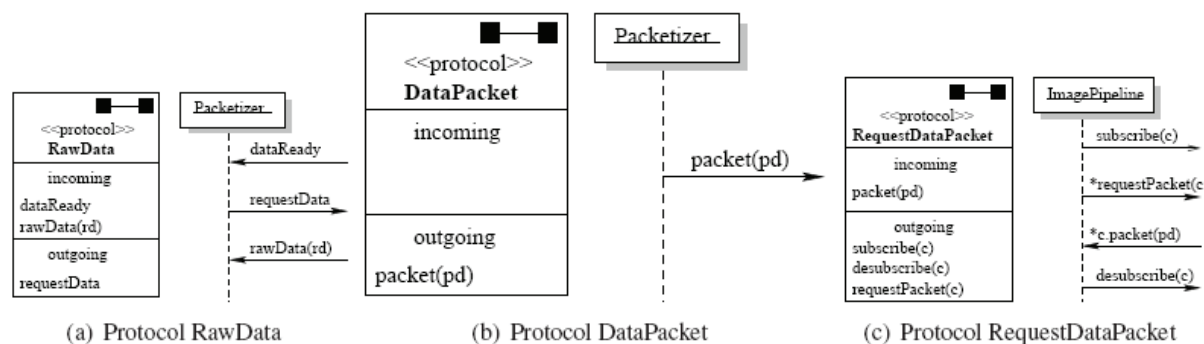 <<protocol>>
RawData
incoming
dataReady
rawData(rd)
outgoing
requestData
Packetizer
dataReady
requestData
rawData(rd)
(a) Protocol RawData
<<protocol>>
DataPacket
incoming
outgoing
packet(pd)
Packetizer
packet(pd)
(b) Protocol DataPacket
<<protocol>>
RequestDataPacket
incoming
packet(pd)
outgoing
subscribe(c)
desubscribe(c)
requestPacket(c)
ImagePipeline
subscribe(c)
*requestPacket(c
*c.packet(pd)
desubscribe(c)
(c) Protocol RequestDataPacket